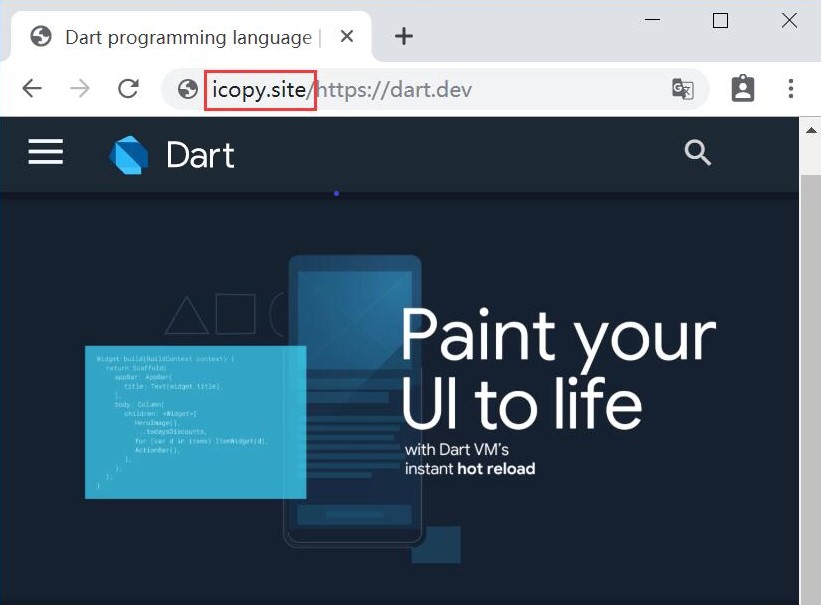 Dart programming language |
icopy.site/https://dart.dev
Dart
Paint your
UI to life
with Dart VM's
instant hot reload
Widget build(BuildContext context) {
return Scaffold(
appBar: AppBar(
title: Text(widget.title),
),
body: Column(
children: <Widget>[
HeroImage(),
...todaysDiscounts,
for (var d in items) ItemWidget(d),
ActionBar(),
],
),
);
}